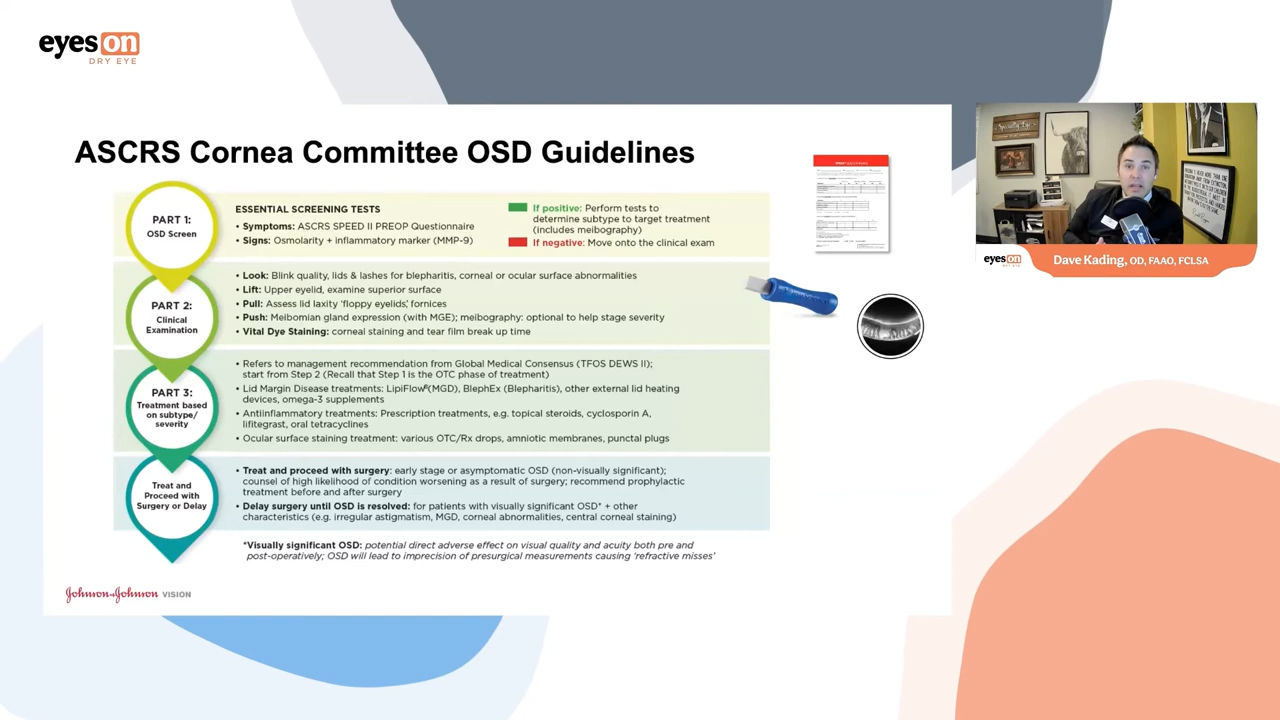 eyes on
DRY EYE
ASCRS Cornea Committee OSD Guidelines
PART 1:
OSD Screen
ESSENTIAL SCREENING TESTS
• Symptoms: ASCRS SPEED II PREOP Questionnaire
• Signs: Osmolarity + inflammatory marker (MMP-9)
If positive: Perform tests to
determine subtype to target treatment
(includes meibography)
If negative: Move onto the clinical exam
PART 2:
Clinical
Examination
• Look: Blink quality, lids & lashes for blepharitis, corneal or ocular surface abnormalities
• Lift: Upper eyelid, examine superior surface
• Pull: Assess lid laxity 'floppy eyelids', fornices
• Push: Meibomian gland expression (with MGE); meibography: optional to help stage severity
• Vital Dye Staining: corneal staining and tear film break up time
PART 3:
Treatment based
on subtype/
severity
• Refers to management recommendation from Global Medical Consensus (TFOS DEWS II);
start from Step 2 (Recall that Step 1 is the OTC phase of treatment)
• Lid Margin Disease treatments: LipiFlow®(MGD), BlephEx (Blepharitis), other external lid heating
devices, omega-3 supplements
• Antiinflammatory treatments: Prescription treatments, e.g. topical steroids, cyclosporin A,
lifitegrast, oral tetracyclines
• Ocular surface staining treatment: various OTC/Rx drops, amniotic membranes, punctal plugs
Treat and
Proceed with
Surgery or Delay
• Treat and proceed with surgery: early stage or asymptomatic OSD (non-visually significant);
counsel of high likelihood of condition worsening as a result of surgery; recommend prophylactic
treatment before and after surgery
• Delay surgery until OSD is resolved: for patients with visually significant OSD* + other
characteristics (e.g. irregular astigmatism, MGD, corneal abnormalities, central corneal staining)
*Visually significant OSD: potential direct adverse effect on visual quality and acuity both pre and
post-operatively; OSD will lead to imprecision of presurgical measurements causing 'refractive misses'
Johnson & Johnson VISION
Specialty Eye
eyes on
DRY EYE
Dave Kading, OD, FAAO, FCLSA